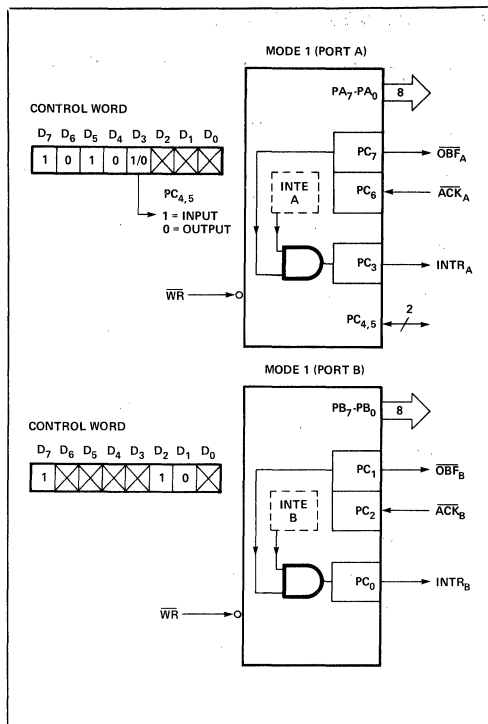 MODE 1 (PORT A)
PA7-PA0
8
CONTROL WORD
D7 D6 D5 D4 D3 D2 D1 D0
1 0 1 0 1/0
PC4,5
1 = INPUT
0 = OUTPUT
PC7
OBFA
INTE
A
PC6
ACKA
PC3
INTRA
WR
PC4,5
2
MODE 1 (PORT B)
PB7-PB0
8
CONTROL WORD
D7 D6 D5 D4 D3 D2 D1 D0
1 1 0
PC1
OBFB
INTE
B
PC2
ACKB
PC0
INTRB
WR